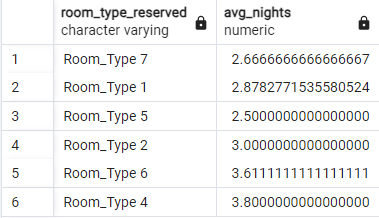 room_type_reserved avg_nights
character varying numeric
1 Room_Type 7 2.6666666666666667
2 Room_Type 1 2.8782771535580524
3 Room_Type 5 2.5000000000000000
4 Room_Type 2 3.0000000000000000
5 Room_Type 6 3.6111111111111111
6 Room_Type 4 3.8000000000000000